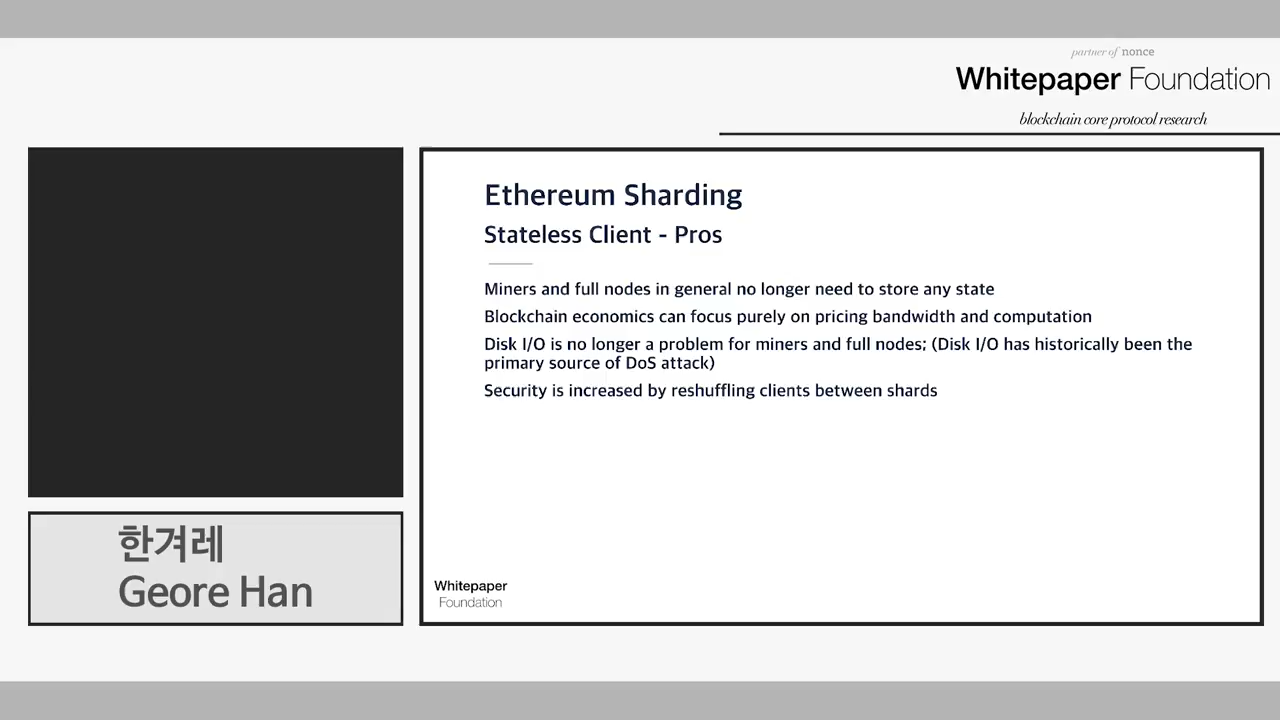 partner of nonce
Whitepaper Foundation
blockchain core protocol research
Ethereum Sharding
Stateless Client - Pros
Miners and full nodes in general no longer need to store any state
Blockchain economics can focus purely on pricing bandwidth and computation
Disk I/O is no longer a problem for miners and full nodes; (Disk I/O has historically been the
primary source of DoS attack)
Security is increased by reshuffling clients between shards
한겨레
Geore Han
Whitepaper
Foundation